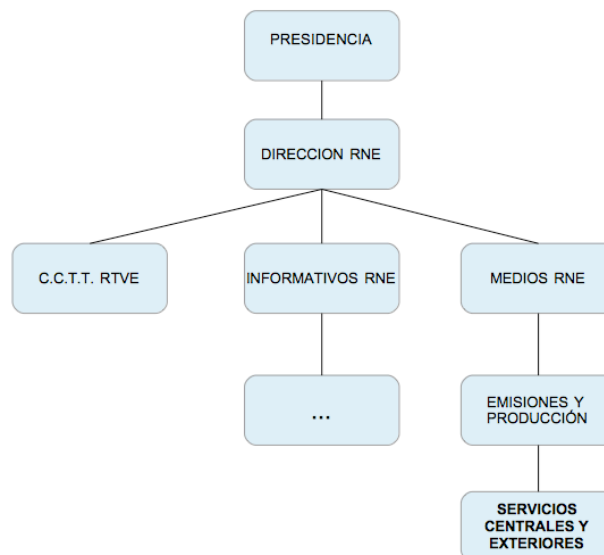 PRESIDENCIA
DIRECCION RNE
C.C.T.T. RTVE
INFORMATIVOS RNE
MEDIOS RNE
...
EMISIONES Y
PRODUCCIÓN
SERVICIOS
CENTRALES Y
EXTERIORES